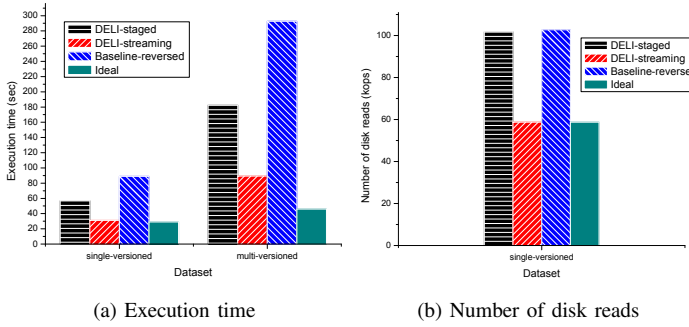 300
280
260
240
220
200
180
160
140
120
100
80
60
40
20
0
Execution time (sec)
DELI-staged
DELI-streaming
Baseline-reversed
Ideal
single-versioned
multi-versioned
Dataset
(a) Execution time
100
80
60
40
20
0
Number of disk reads (kops)
DELI-staged
DELI-streaming
Baseline-reversed
Ideal
single-versioned
Dataset
(b) Number of disk reads